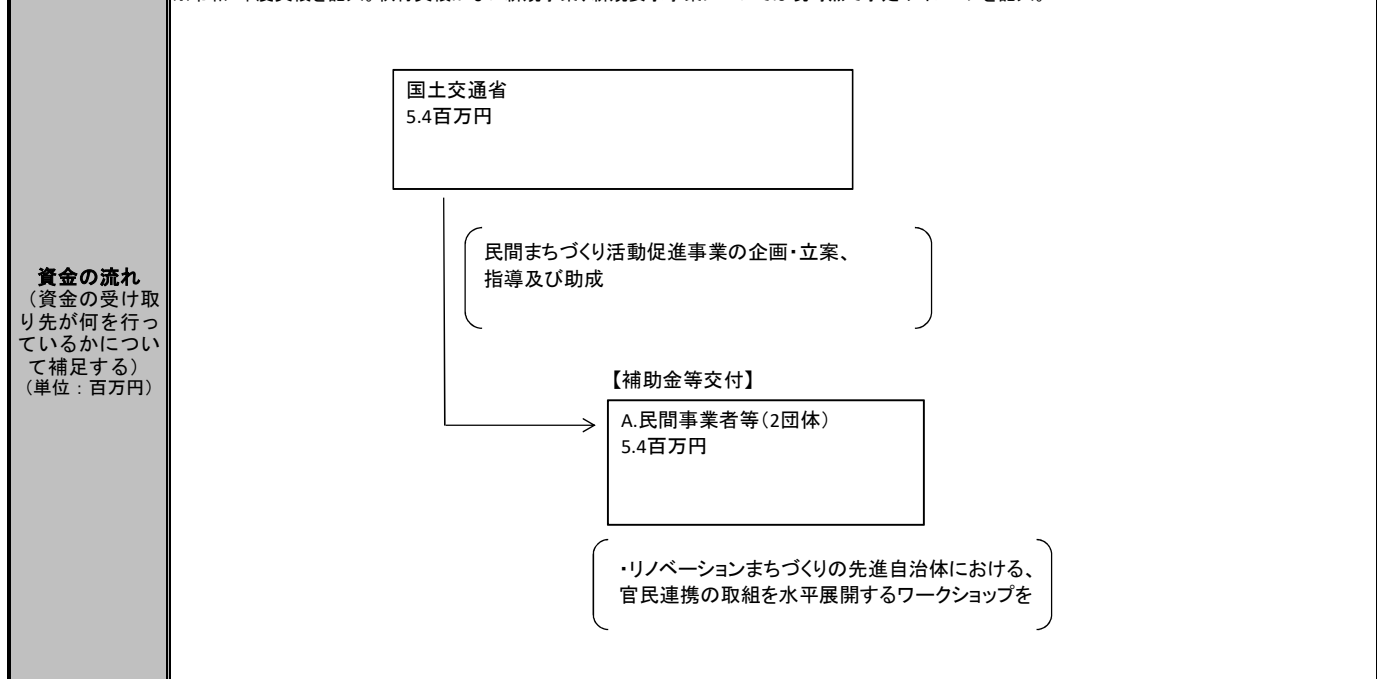 国土交通省
5.4百万円
民間まちづくり活動促進事業の企画・立案、
指導及び助成
資金の流れ
（資金の受け取
り先が何を行っ
ているかについ
て補足する）
（単位：百万円）
【補助金等交付】
A.民間事業者等（2団体）
5.4百万円
・リノベーションまちづくりの先進自治体における、
官民連携の取組を水平展開するワークショップを